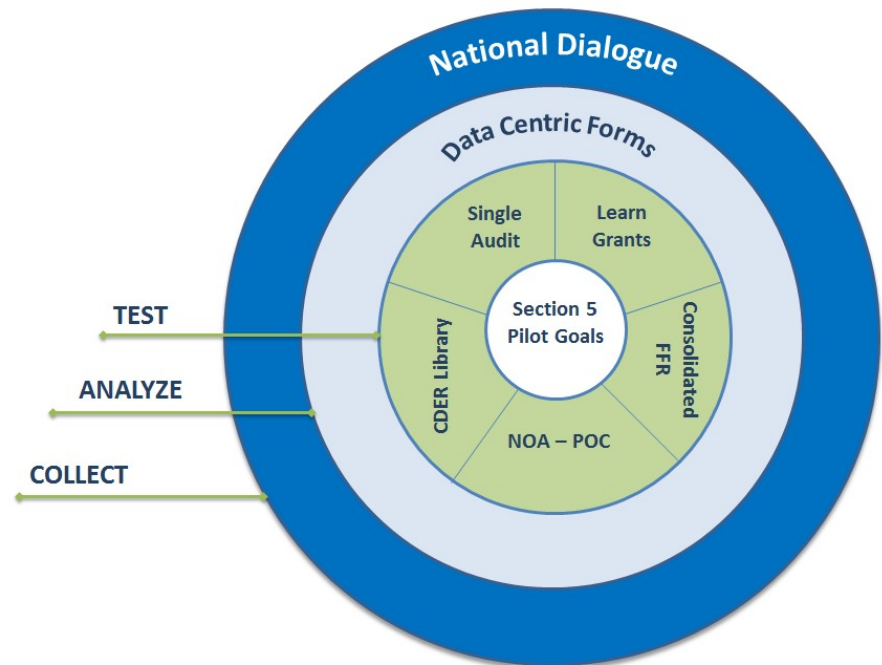 National Dialogue
Data Centric Forms
Single
Audit
Learn
Grants
Section 5
Pilot Goals
Consolidated
FFR
CDER Library
NOA – POC
TEST
ANALYZE
COLLECT